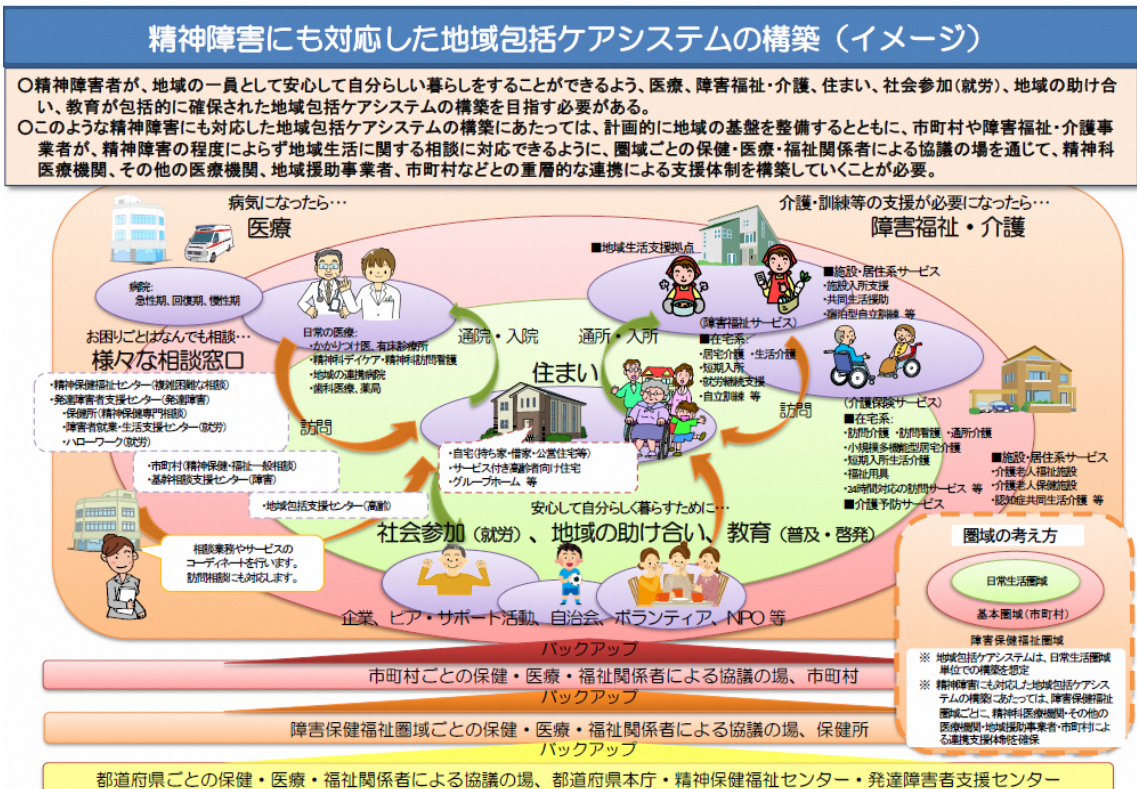 精神障害にも対応した地域包括ケアシステムの構築（イメージ）
○精神障害者が、地域の一員として安心して自分らしい暮らしをすることができるよう、医療、障害福祉・介護、住まい、社会参加（就労）、地域の助け合
い、教育が包括的に確保された地域包括ケアシステムの構築を目指す必要がある。
○このような精神障害にも対応した地域包括ケアシステムの構築にあたっては、計画的に地域の基盤を整備するとともに、市町村や障害福祉・介護事
業者が、精神障害の程度によらず地域生活に関する相談に対応できるように、圏域ごとの保健・医療・福祉関係者による協議の場を通じて、精神科
医療機関、その他の医療機関、地域援助事業者、市町村などとの重層的な連携による支援体制を構築していくことが必要。
病気になったら…
医療
病院：
急性期、回復期、慢性期
日常の医療：
・かかりつけ医、有床診療所
・精神科デイケア・精神科訪問看護
・地域の連携病院
・歯科医療、薬局
介護・訓練等の支援が必要になったら…
障害福祉・介護
■地域生活支援拠点
■施設・居住系サービス
・施設入所支援
・共同生活援助
・宿泊型自立訓練 等
（障害福祉サービス）
■在宅系：
・居宅介護 ・生活介護
・短期入所
・就労継続支援
・自立訓練 等
（介護保険サービス）
■在宅系：
・訪問介護 ・訪問看護 ・通所介護
・小規模多機能型居宅介護
・短期入所生活介護
・福祉用具
・24時間対応の訪問サービス 等
■介護予防サービス
■施設・居住系サービス
・介護老人福祉施設
・介護老人保健施設
・認知症共同生活介護 等
通院・入院
通所・入所
訪問
訪問
住まい
・自宅（持ち家・借家・公営住宅等）
・サービス付き高齢者向け住宅
・グループホーム 等
お困りごとはなんでも相談…
様々な相談窓口
・精神保健福祉センター（複雑困難な相談）
・発達障害者支援センター（発達障害）
・保健所（精神保健専門相談）
・障害者就業・生活支援センター（就労）
・ハローワーク（就労）
・市町村（精神保健・福祉一般相談）
・基幹相談支援センター（障害）
・地域包括支援センター（高齢）
相談業務やサービスの
コーディネートを行います。
訪問相談にも対応します。
安心して自分らしく暮らすために…
社会参加（就労）、地域の助け合い、教育（普及・啓発）
企業、ピア・サポート活動、自治会、ボランティア、NPO 等
圏域の考え方
日常生活圏域
基本圏域（市町村）
障害保健福祉圏域
※ 地域包括ケアシステムは、日常生活圏域
単位での構築を想定
※ 精神障害にも対応した地域包括ケアシス
テムの構築にあたっては、障害保健福祉
圏域ごとに、精神科医療機関・その他の
医療機関・地域援助事業者・市町村によ
る連携支援体制を確保
バックアップ
市町村ごとの保健・医療・福祉関係者による協議の場、市町村
バックアップ
障害保健福祉圏域ごとの保健・医療・福祉関係者による協議の場、保健所
バックアップ
都道府県ごとの保健・医療・福祉関係者による協議の場、都道府県本庁・精神保健福祉センター・発達障害者支援センター